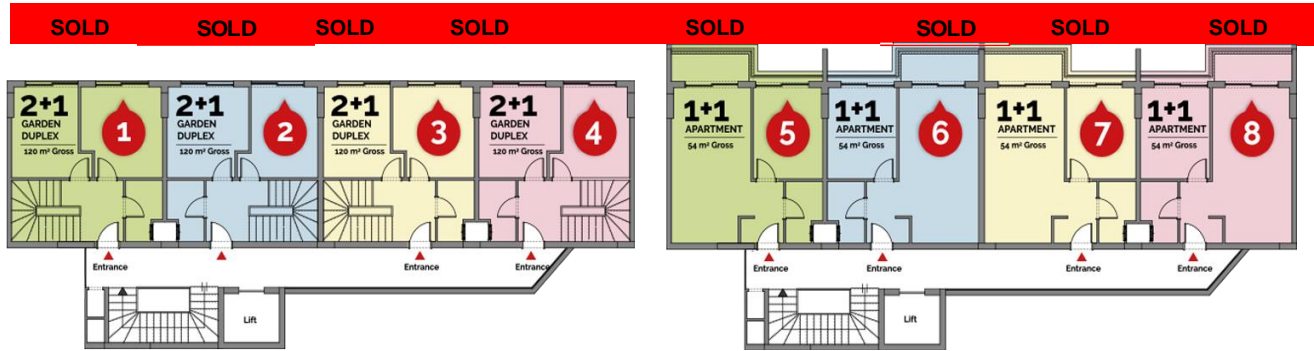 SOLD SOLD SOLD SOLD SOLD SOLD SOLD SOLD
2+1
GARDEN
DUPLEX
120 m² Gross
1
2+1
GARDEN
DUPLEX
120 m² Gross
2
2+1
GARDEN
DUPLEX
120 m² Gross
3
2+1
GARDEN
DUPLEX
120 m² Gross
4
Entrance
Entrance
Entrance
Lift
1+1
APARTMENT
54 m² Gross
5
1+1
APARTMENT
54 m² Gross
6
1+1
APARTMENT
54 m² Gross
7
1+1
APARTMENT
54 m² Gross
8
Entrance
Entrance
Entrance
Entrance
Lift